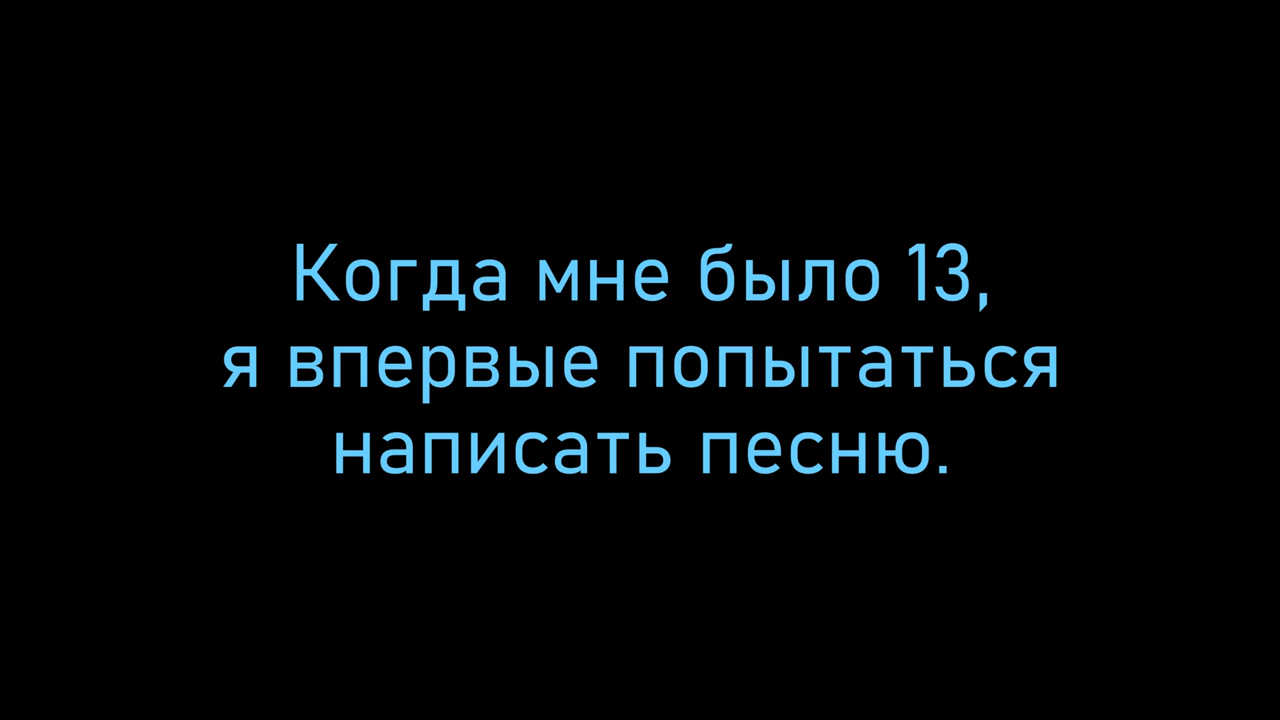 Когда мне было 13,
я впервые попытаться
написать песню.